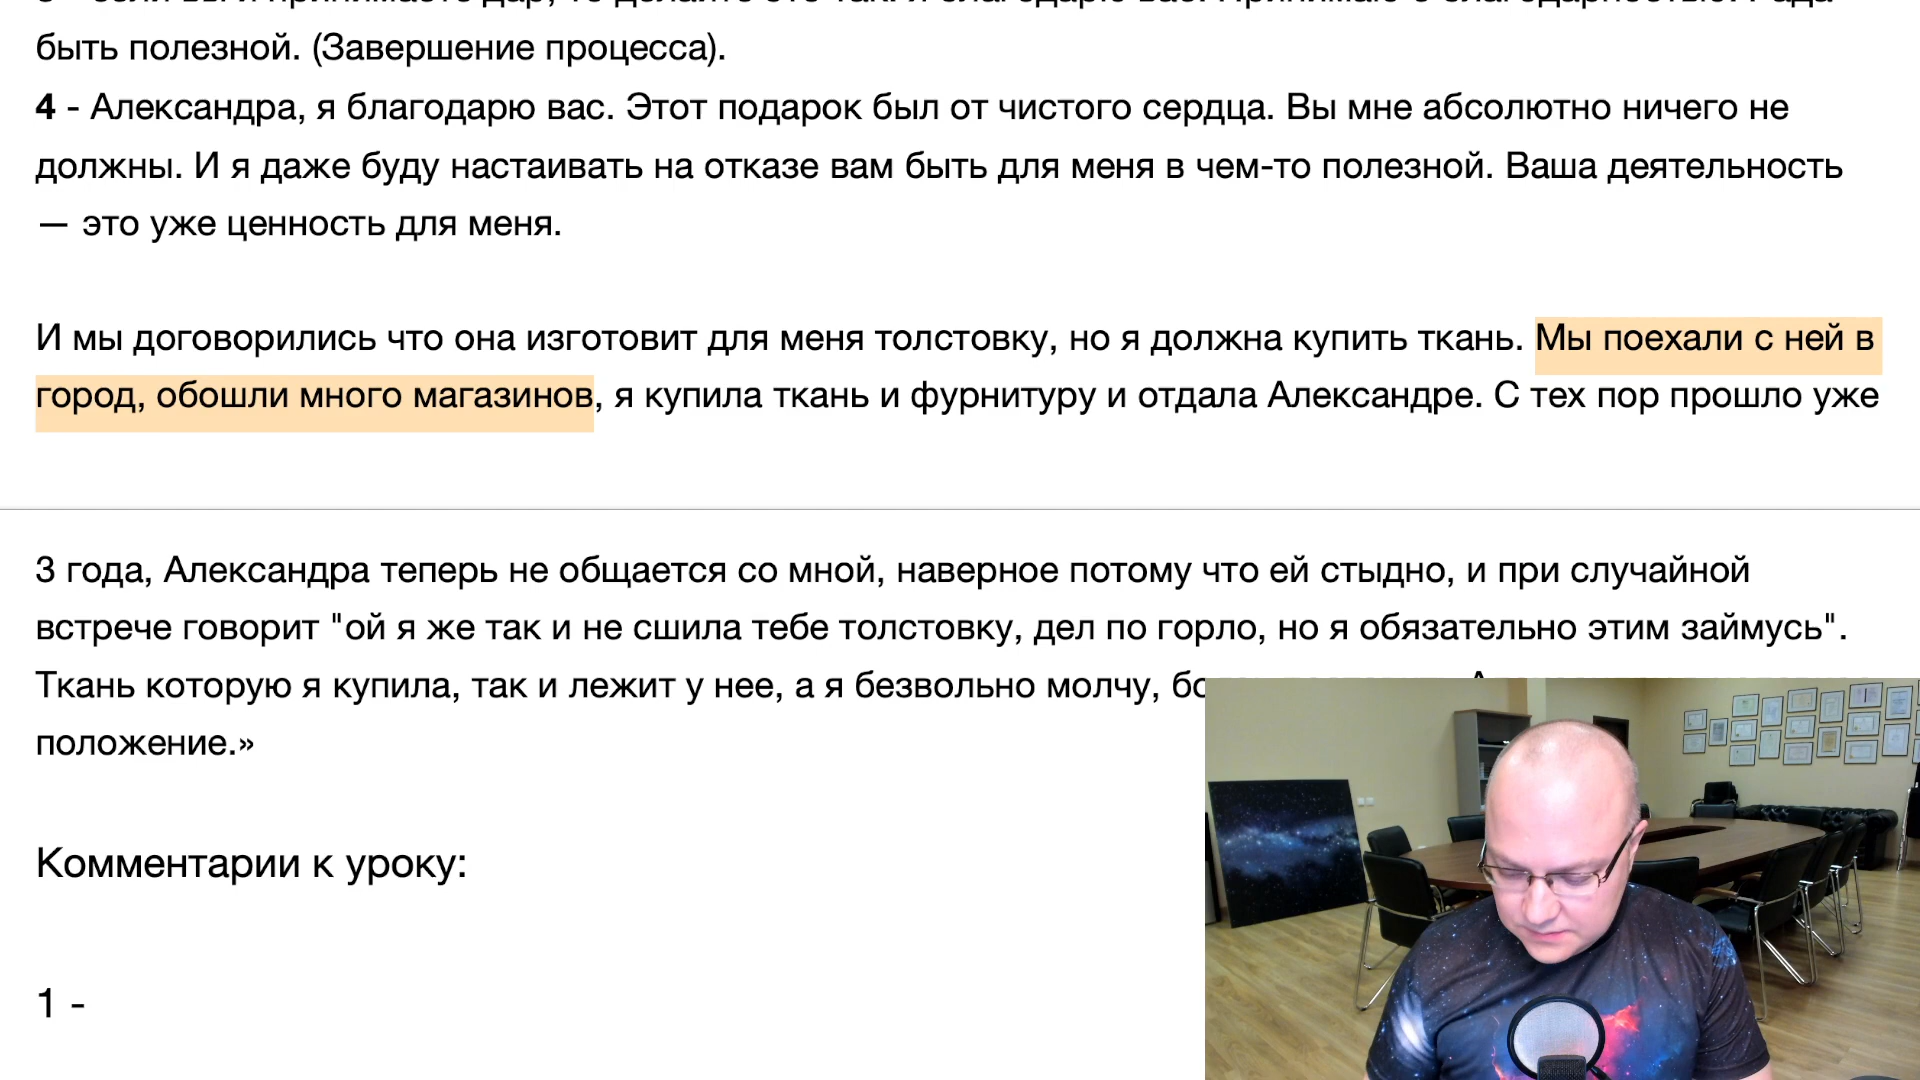 быть полезной. (Завершение процесса).
4 - Александра, я благодарю вас. Этот подарок был от чистого сердца. Вы мне абсолютно ничего не
должны. И я даже буду настаивать на отказе вам быть для меня в чем-то полезной. Ваша деятельность
— это уже ценность для меня.
И мы договорились что она изготовит для меня толстовку, но я должна купить ткань. Мы поехали с ней в
город, обошли много магазинов, я купила ткань и фурнитуру и отдала Александре. С тех пор прошло уже
3 года, Александра теперь не общается со мной, наверное потому что ей стыдно, и при случайной
встрече говорит "ой я же так и не сшила тебе толстовку, дел по горло, но я обязательно этим займусь".
Ткань которую я купила, так и лежит у нее, а я безвольно молчу,
положение.»
Комментарии к уроку:
1 -